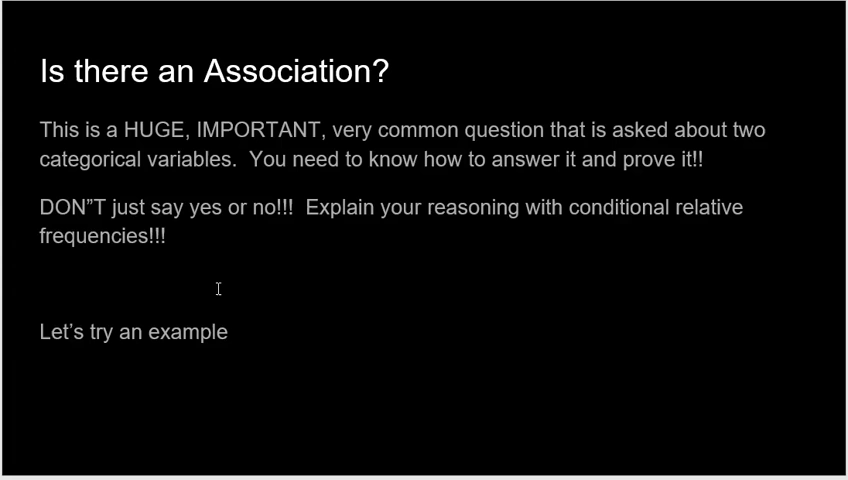 Is there an Association?
This is a HUGE, IMPORTANT, very common question that is asked about two
categorical variables.  You need to know how to answer it and prove it!!
DON”T just say yes or no!!!  Explain your reasoning with conditional relative
frequencies!!!
Let’s try an example